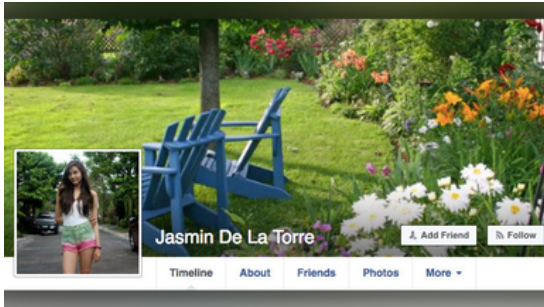 Jasmin De La Torre
Add Friend
Follow
Timeline About Friends Photos More